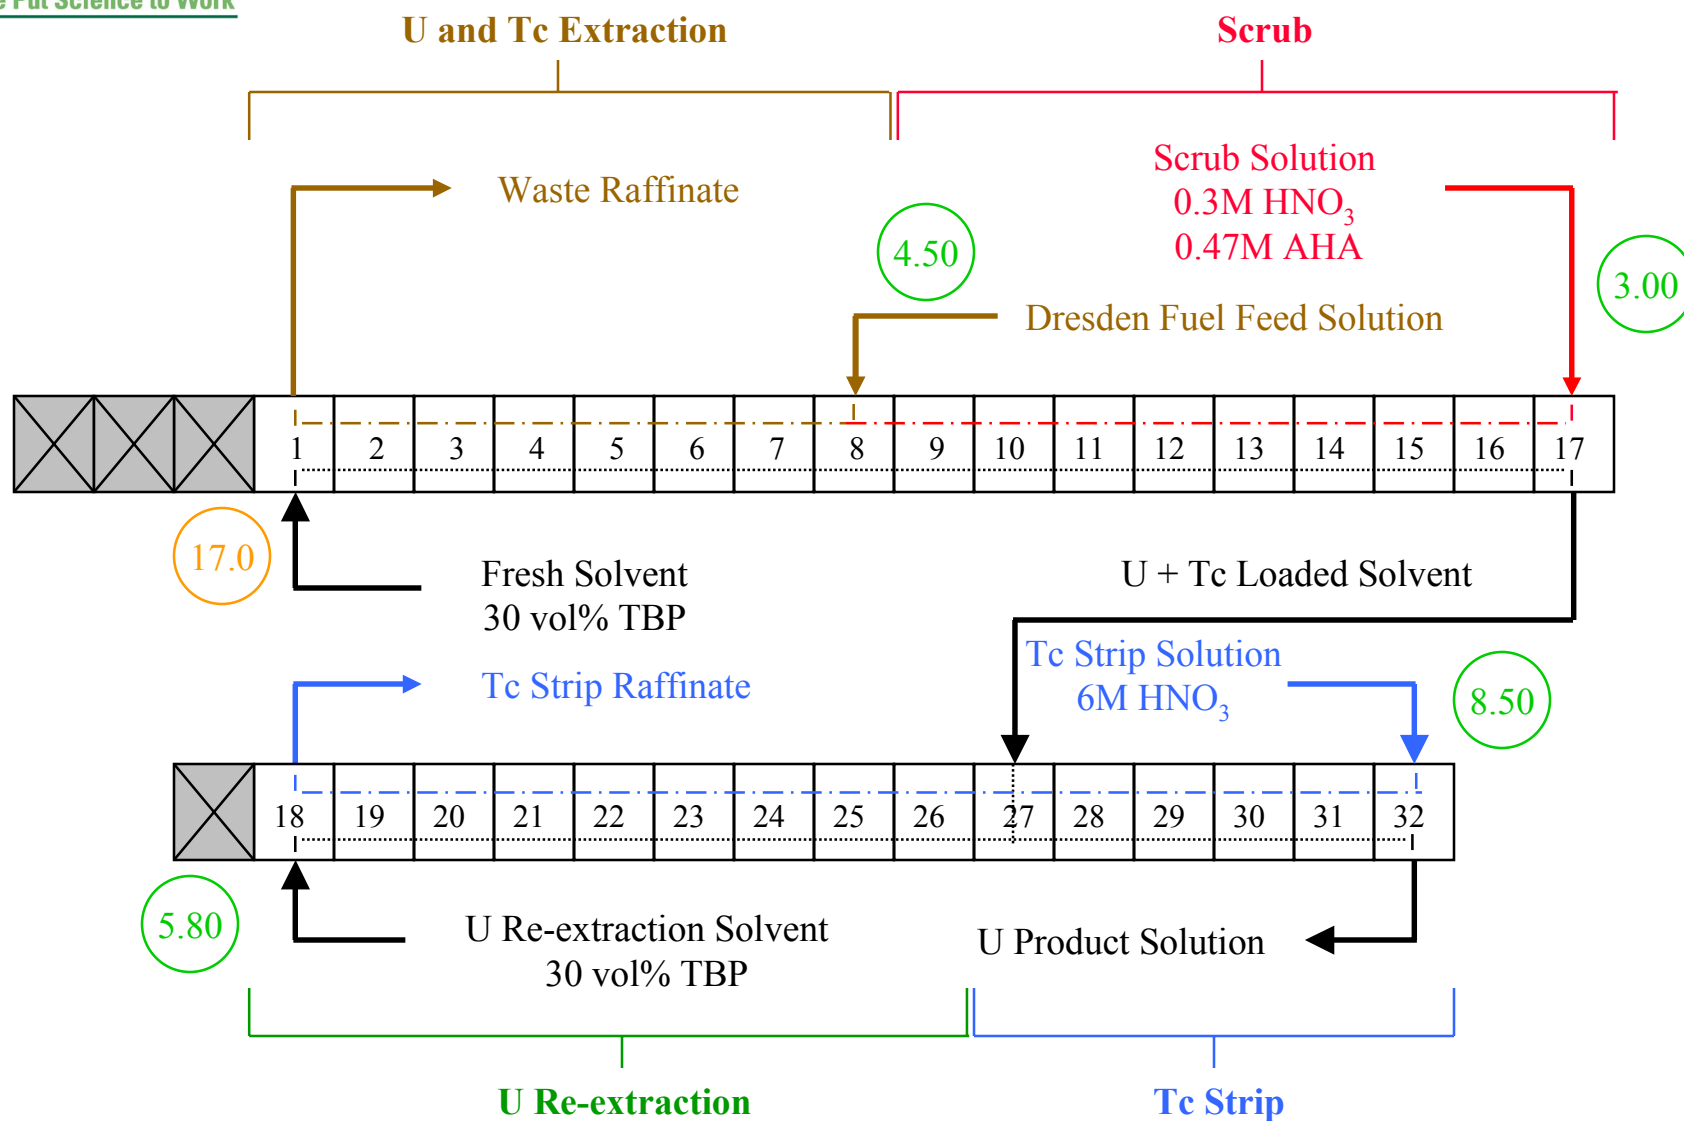 e Put Science to Work
U and Tc Extraction
Scrub
Waste Raffinate
Scrub Solution
0.3M HNO₃
0.47M AHA
4.50
3.00
Dresden Fuel Feed Solution
1 2 3 4 5 6 7 8 9 10 11 12 13 14 15 16 17
17.0
Fresh Solvent
30 vol% TBP
U + Tc Loaded Solvent
Tc Strip Raffinate
Tc Strip Solution
6M HNO₃
8.50
18 19 20 21 22 23 24 25 26 27 28 29 30 31 32
5.80
U Re-extraction Solvent
30 vol% TBP
U Product Solution
U Re-extraction
Tc Strip